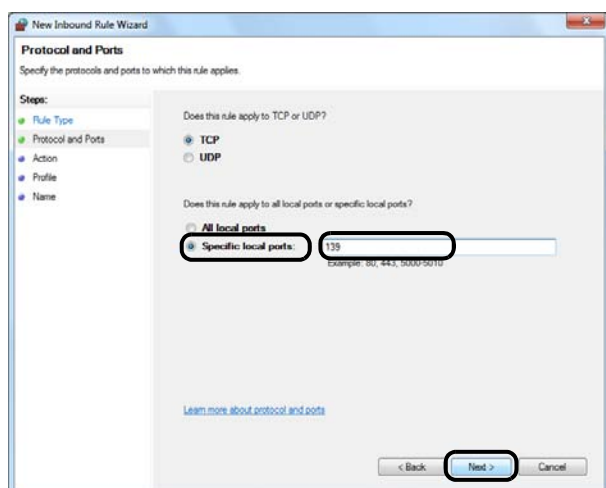 New Inbound Rule Wizard
Protocol and Ports
Specify the protocols and ports to which this rule applies.
Steps:
Rule Type
Protocol and Ports
Action
Profile
Name
Does this rule apply to TCP or UDP?
TCP
UDP
Does this rule apply to all local ports or specific local ports?
All local ports
Specific local ports:
139
Example: 80, 443, 5000-5010
Learn more about protocol and ports
< Back
Next >
Cancel